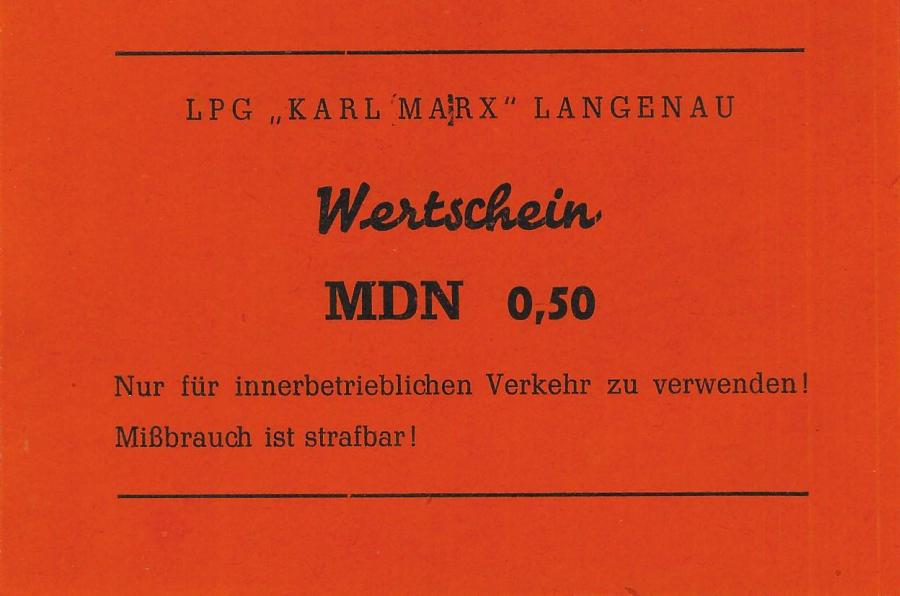 LPG „KARL MARX“ LANGENAU
Wertschein
MDN 0,50
Nur für innerbetrieblichen Verkehr zu verwenden!
Mißbrauch ist strafbar!